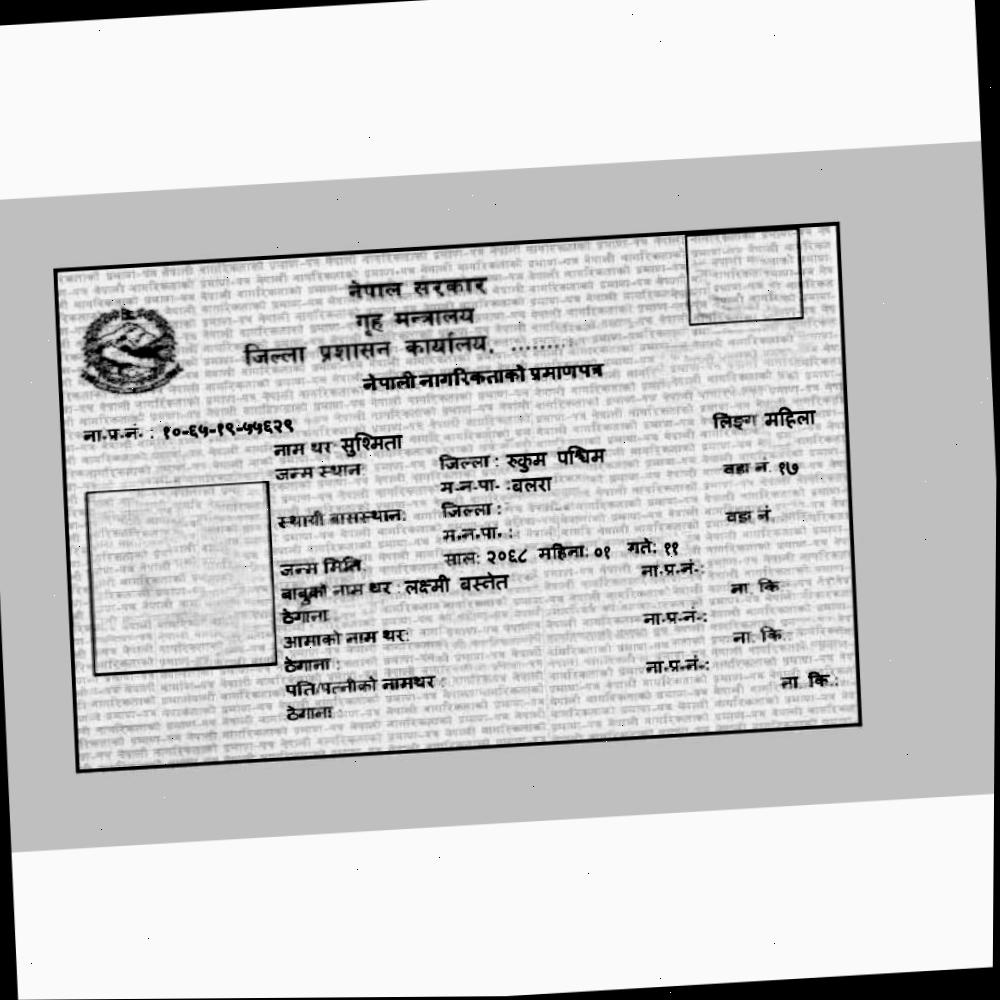 नेपाल सरकार
गृह मन्त्रालय
जिल्ला प्रशासन कार्यालय, ........
नेपाली नागरिकताको प्रमाणपत्र
ना.प्र.नं. : १०-६५-१९-५५६२९ लिङ्ग महिला
नाम थर सुश्मिता
जन्म स्थान: जिल्ला : रुकुम पश्चिम वडा नं. १७
म.न.पा. :बलरा
स्थायी बासस्थान: जिल्ला : वडा नं.
म.न.पा. :
जन्म मिति: साल: २०६८ महिना: ०१ गते: ११
बाबुको नाम थर : लक्ष्मी बस्नेत ना.प्र.नं.:
ठेगाना ना. कि
आमाको नाम थर: ना.प्र.नं.:
ठेगाना : ना. कि.:
पति/पत्नीको नामथर : ना.प्र.नं.:
ठेगाना : ना. कि.: